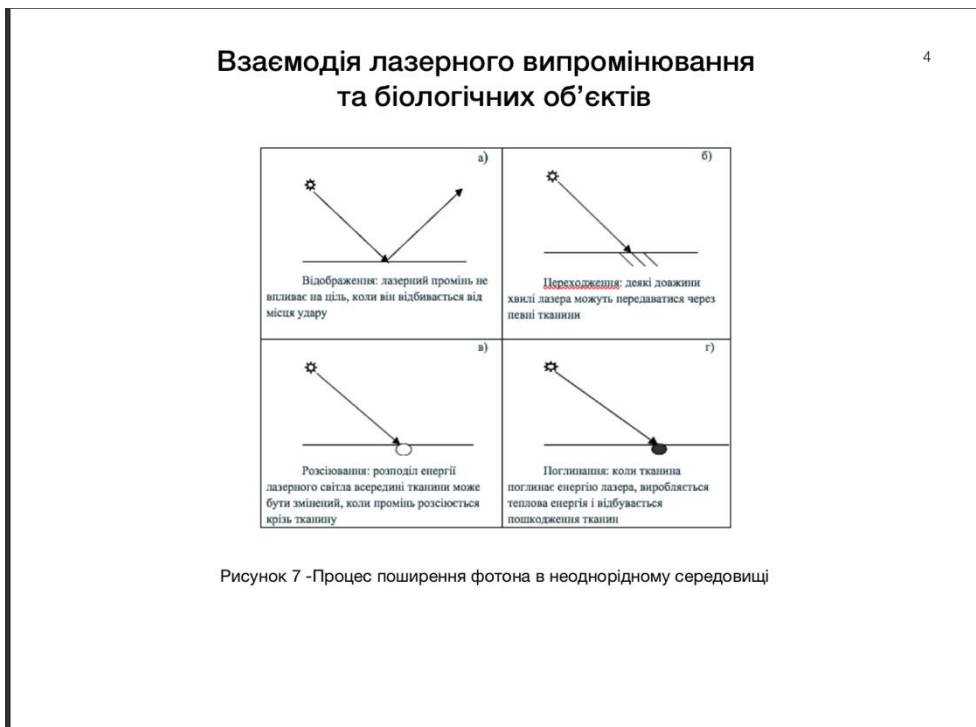 Взаємодія лазерного випромінювання
та біологічних об’єктів
4
а)
Відображення: лазерний промінь не
впливає на ціль, коли він відбивається від
місця удару
б)
Переходження: деякі довжини
хвилі лазера можуть передаватися через
певні тканини
в)
Розсіювання: розподіл енергії
лазерного світла всередині тканини може
бути змінений, коли промінь розсіюється
крізь тканину
г)
Поглинання: коли тканина
поглинає енергію лазера, виробляється
теплова енергія і відбувається
пошкодження тканин
Рисунок 7 -Процес поширення фотона в неоднорідному середовищі